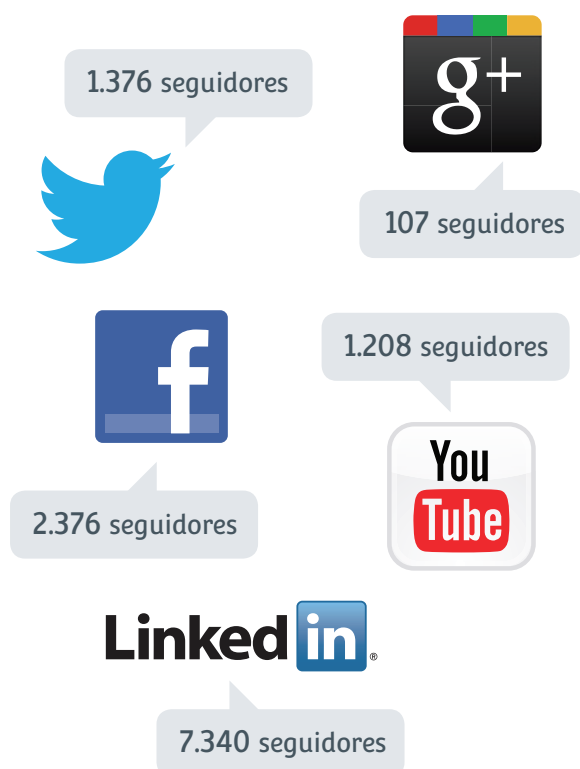 1.376 seguidores
g+
107 seguidores
f
2.376 seguidores
1.208 seguidores
You
Tube
Linked in®
7.340 seguidores